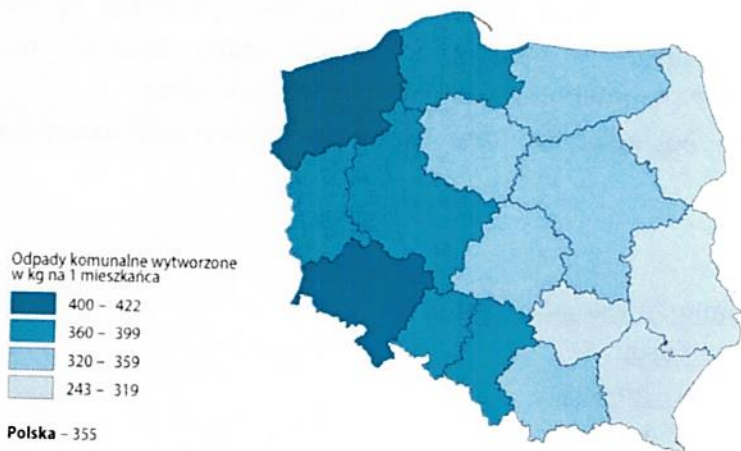 Odpady komunalne wytworzone
w kg na 1 mieszkańca
400 – 422
360 – 399
320 – 359
243 – 319
Polska – 355